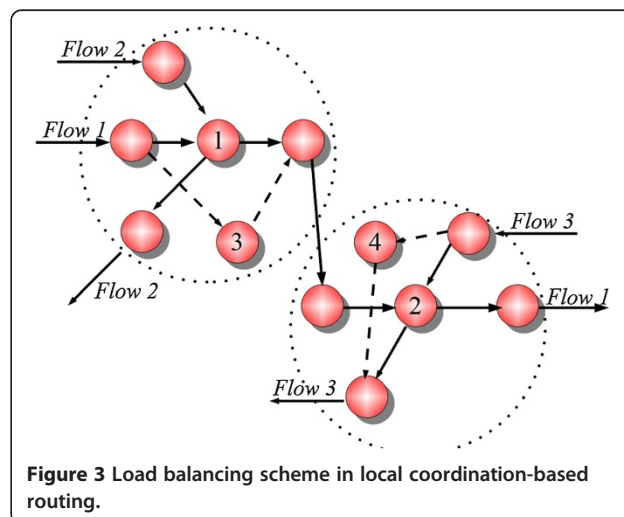 Flow 2
Flow 1
1
3
Flow 2
4
Flow 3
2
Flow 1
Flow 3
Figure 3 Load balancing scheme in local coordination-based
routing.